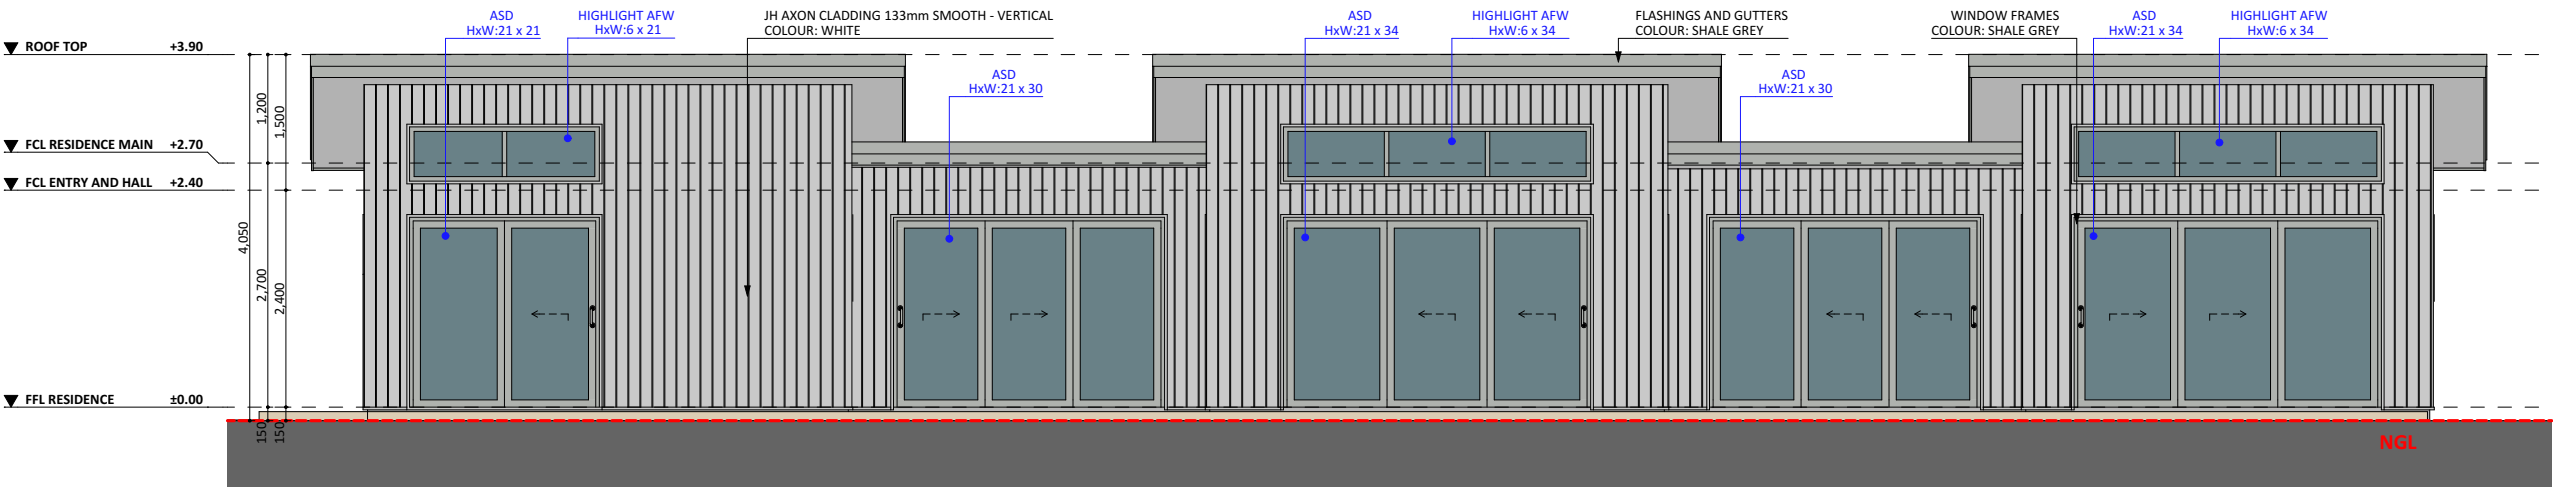 ASD
HxW:21 x 21
HIGHLIGHT AFW
HxW:6 x 21
JH AXON CLADDING 133mm SMOOTH - VERTICAL
COLOUR: WHITE
ASD
HxW:21 x 34
HIGHLIGHT AFW
HxW:6 x 34
FLASHINGS AND GUTTERS
COLOUR: SHALE GREY
WINDOW FRAMES
COLOUR: SHALE GREY
ASD
HxW:21 x 34
HIGHLIGHT AFW
HxW:6 x 34
ROOF TOP +3.90
ASD
HxW:21 x 30
ASD
HxW:21 x 30
1,200
1,500
FCL RESIDENCE MAIN +2.70
FCL ENTRY AND HALL +2.40
4,050
2,700
2,400
FFL RESIDENCE ±0.00
150
150
NGL